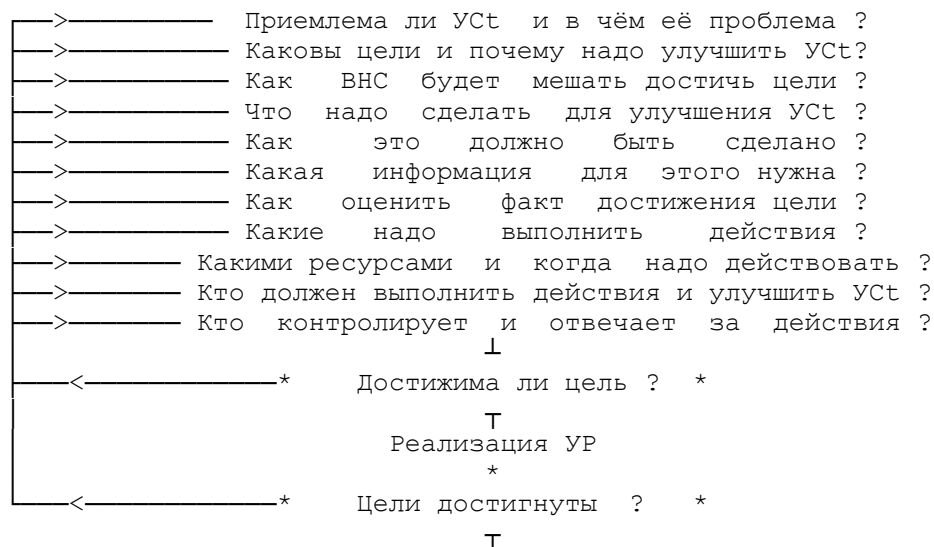 Приемлема ли УСt и в чём её проблема ?
Каковы цели и почему надо улучшить УСt?
Как ВНС будет мешать достичь цели ?
Что надо сделать для улучшения УСt ?
Как это должно быть сделано ?
Какая информация для этого нужна ?
Как оценить факт достижения цели ?
Какие надо выполнить действия ?
Какими ресурсами и когда надо действовать ?
Кто должен выполнить действия и улучшить УСt ?
Кто контролирует и отвечает за действия ?
* Достижима ли цель ? *
Реализация УР
*
* Цели достигнуты ? *